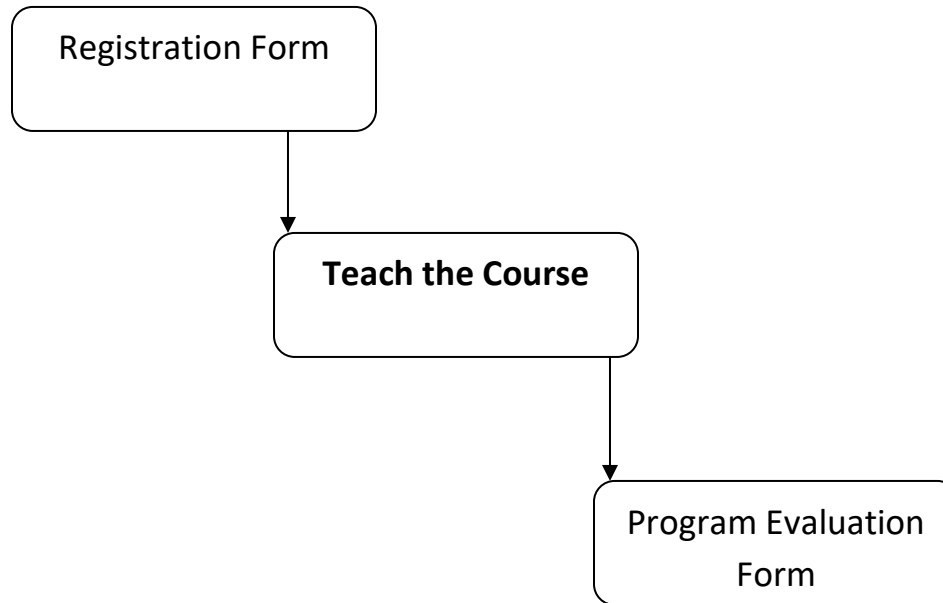 Registration Form
Teach the Course
Program Evaluation
Form